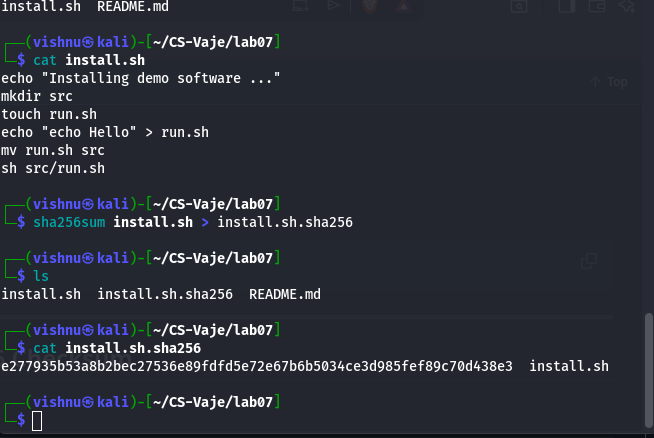 install.sh  README.md
┌──(vishnu㉿kali)-[~/CS-Vaje/lab07]
└─$ cat install.sh
echo "Installing demo software ..."
mkdir src
touch run.sh
echo "echo Hello" > run.sh
mv run.sh src
sh src/run.sh
┌──(vishnu㉿kali)-[~/CS-Vaje/lab07]
└─$ sha256sum install.sh > install.sh.sha256
┌──(vishnu㉿kali)-[~/CS-Vaje/lab07]
└─$ ls
install.sh  install.sh.sha256  README.md
┌──(vishnu㉿kali)-[~/CS-Vaje/lab07]
└─$ cat install.sh.sha256
e277935b53a8b2bec27536e89fdfd5e72e67b6b5034ce3d985fef89c70d438e3  install.sh
┌──(vishnu㉿kali)-[~/CS-Vaje/lab07]
└─$
Top